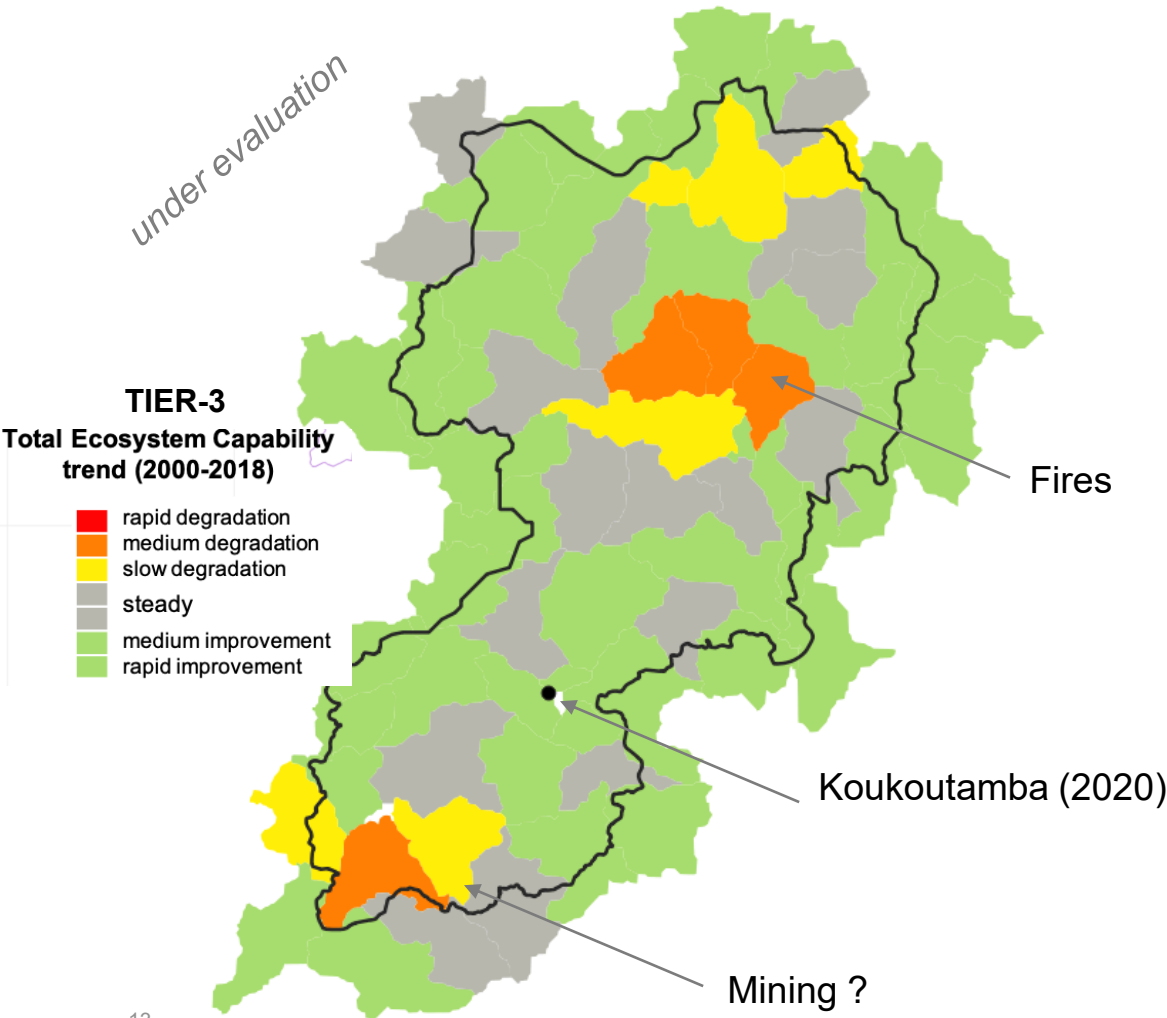 under evaluation
TIER-3
Total Ecosystem Capability
trend (2000-2018)
rapid degradation
medium degradation
slow degradation
steady
medium improvement
rapid improvement
Fires
Koukoutamba (2020)
Mining ?